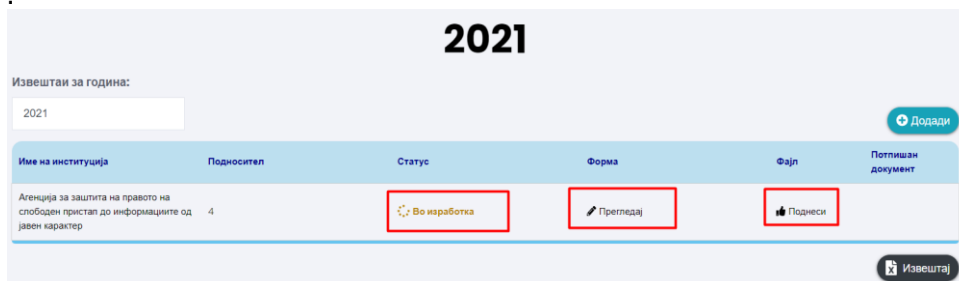 .
2021
Извештаи за година:
2021
Додади
Име на институција Подносител Статус Форма Фајл Потпишан документ
Агенција за заштита на правото на
слободен пристап до информациите од
јавен карактер
4 Во изработка Прегледај Поднеси
Извештај